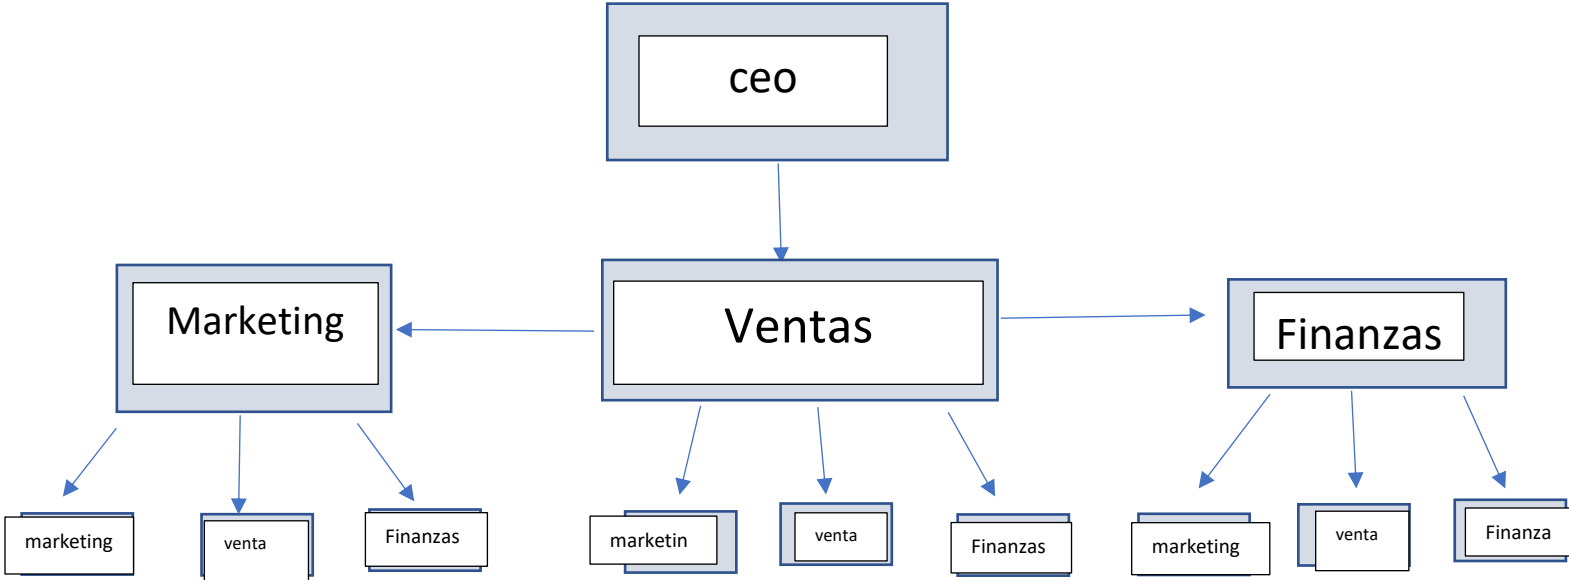 ceo
Marketing
Ventas
Finanzas
marketing
venta
Finanzas
marketin
venta
Finanzas
marketing
venta
Finanza